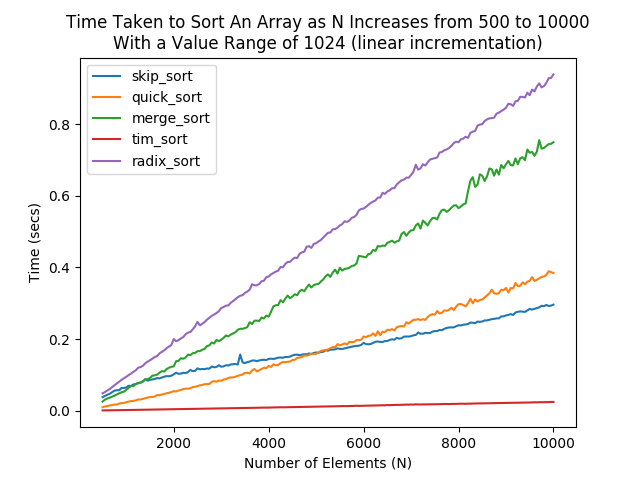 Time Taken to Sort An Array as N Increases from 500 to 10000
With a Value Range of 1024 (linear incrementation)
skip_sort
quick_sort
merge_sort
tim_sort
radix_sort
Time (secs)
0.8
0.6
0.4
0.2
0.0
2000 4000 6000 8000 10000
Number of Elements (N)